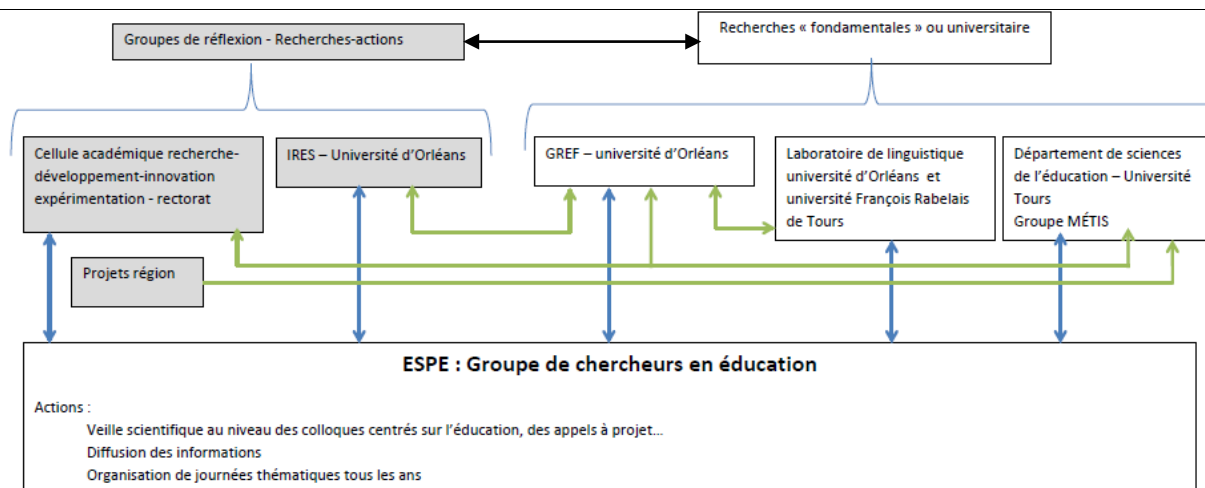 Groupes de réflexion - Recherches-actions
Recherches « fondamentales » ou universitaire
Cellule académique recherche-
développement-innovation
expérimentation - rectorat
IRES – Université d'Orléans
GREF – université d'Orléans
Laboratoire de linguistique
université d'Orléans et
université François Rabelais
de Tours
Département de sciences
de l'éducation – Université
Tours
Groupe MÉTIS
Projets région
ESPE : Groupe de chercheurs en éducation
Actions :
Veille scientifique au niveau des colloques centrés sur l'éducation, des appels à projet…
Diffusion des informations
Organisation de journées thématiques tous les ans